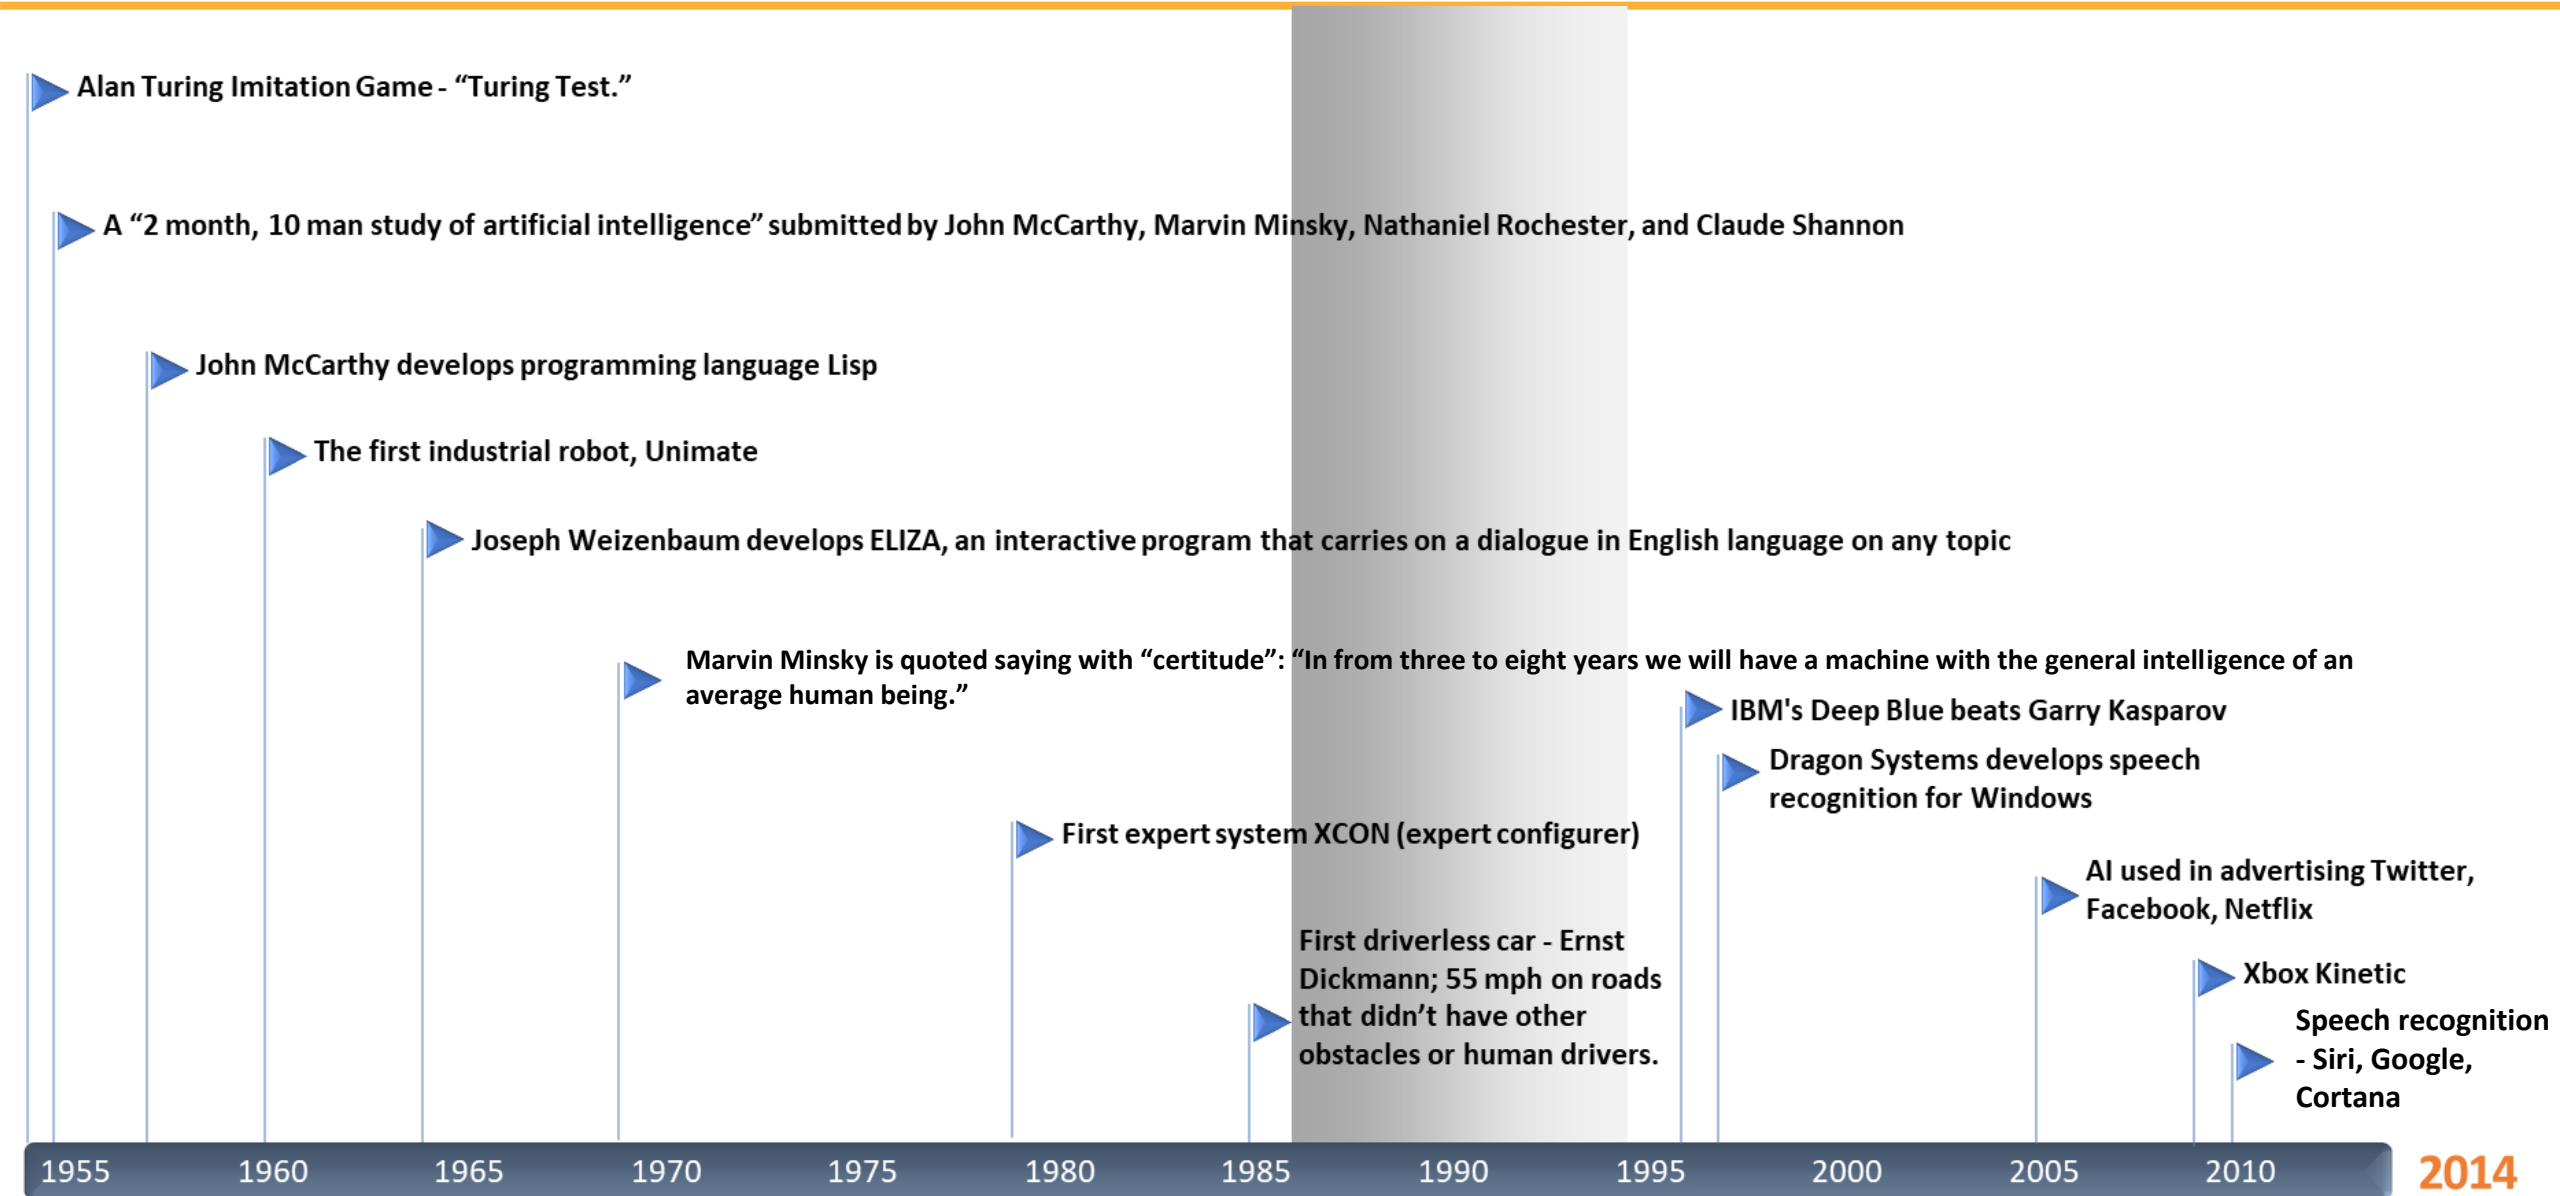 Alan Turing Imitation Game - “Turing Test.”
A “2 month, 10 man study of artificial intelligence” submitted by John McCarthy, Marvin Minsky, Nathaniel Rochester, and Claude Shannon
John McCarthy develops programming language Lisp
The first industrial robot, Unimate
Joseph Weizenbaum develops ELIZA, an interactive program that carries on a dialogue in English language on any topic
Marvin Minsky is quoted saying with “certitude”: “In from three to eight years we will have a machine with the general intelligence of an
average human being.”
IBM's Deep Blue beats Garry Kasparov
Dragon Systems develops speech
recognition for Windows
First expert system XCON (expert configurer)
AI used in advertising Twitter,
Facebook, Netflix
First driverless car - Ernst
Dickmann; 55 mph on roads
that didn’t have other
obstacles or human drivers.
Xbox Kinetic
Speech recognition
- Siri, Google,
Cortana
1955 1960 1965 1970 1975 1980 1985 1990 1995 2000 2005 2010 2014